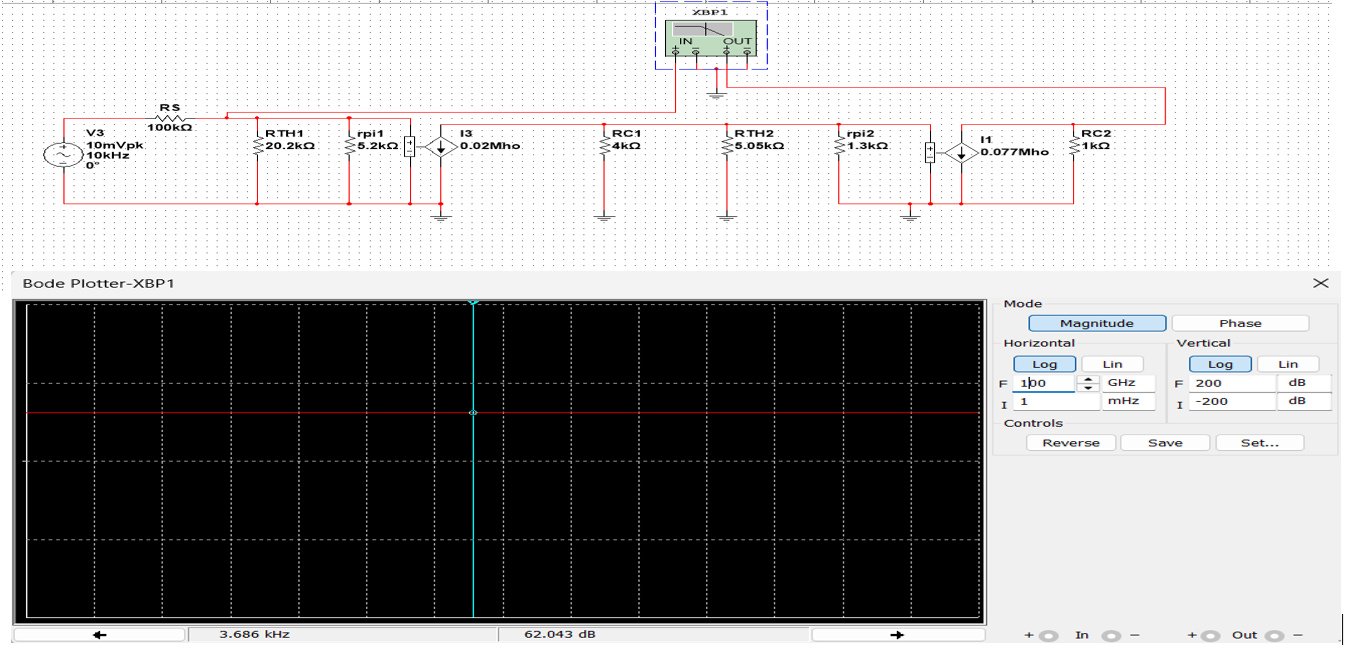 XBP1
IN OUT
RS
100kΩ
V3
10mVpk
10kHz
0°
RTH1
20.2kΩ
rpi1
5.2kΩ
I3
0.02Mho
RC1
4kΩ
RTH2
5.05kΩ
rpi2
1.3kΩ
I1
0.077Mho
RC2
1kΩ
Bode Plotter-XBP1
Mode
Magnitude Phase
Horizontal Vertical
Log Lin Log Lin
F 100 GHz F 200 dB
I 1 mHz I -200 dB
Controls
Reverse Save Set...
3.686 kHz 62.043 dB
+ In − + Out −